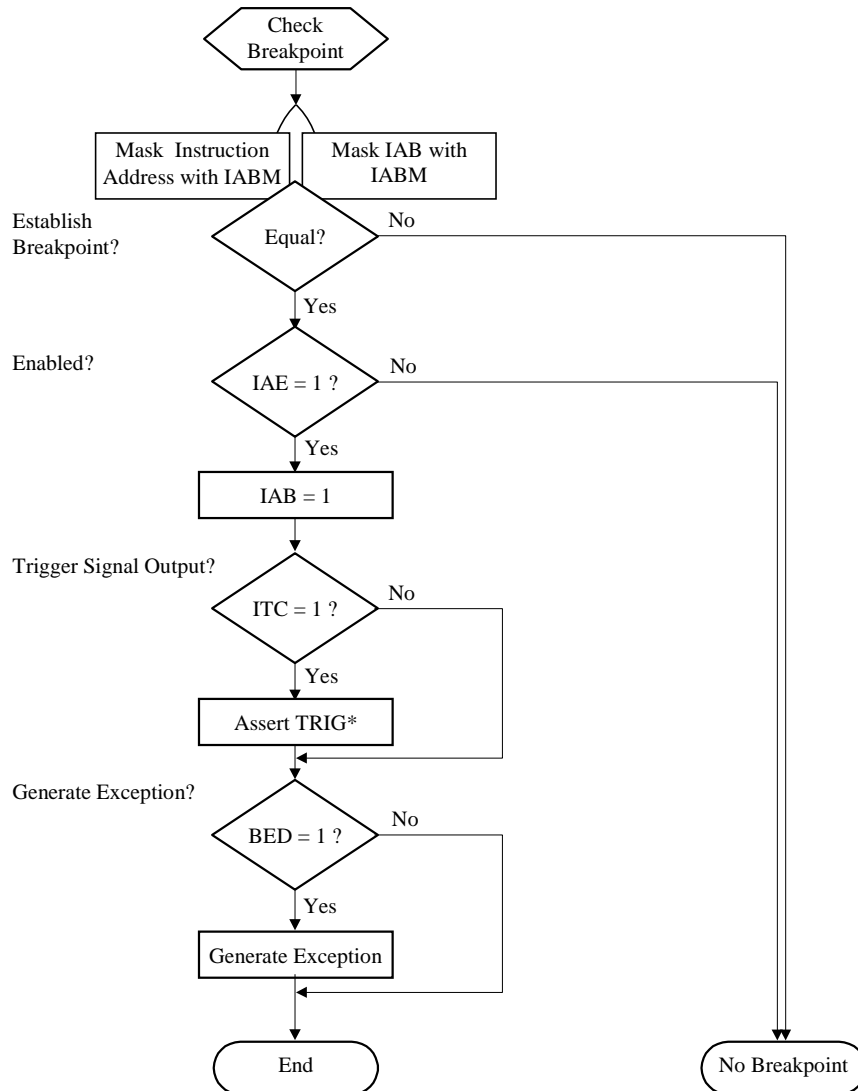 Check
Breakpoint
Mask Instruction
Address with IABM
Mask IAB with
IABM
Establish
Breakpoint?
Equal?
No
Yes
Enabled?
IAE = 1 ?
No
Yes
IAB = 1
Trigger Signal Output?
ITC = 1 ?
No
Yes
Assert TRIG*
Generate Exception?
BED = 1 ?
No
Yes
Generate Exception
End
No Breakpoint